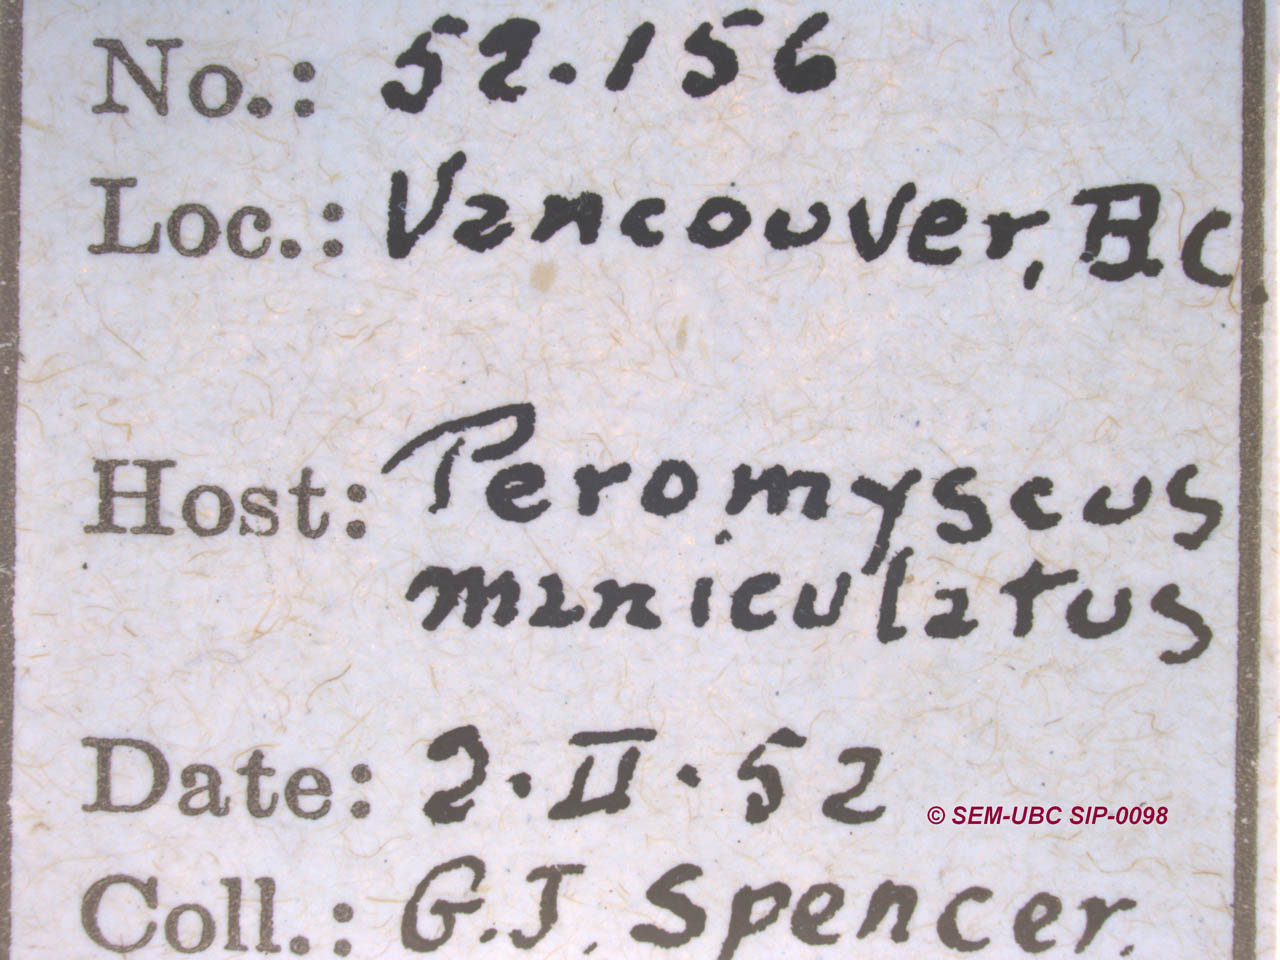 No.: 52.156
Loc.: Vancouver, B.C
Host: Peromyscus
maniculatus
Date: 2.II.52
© SEM-UBC SIP-0098
Coll.: G.J. Spencer.